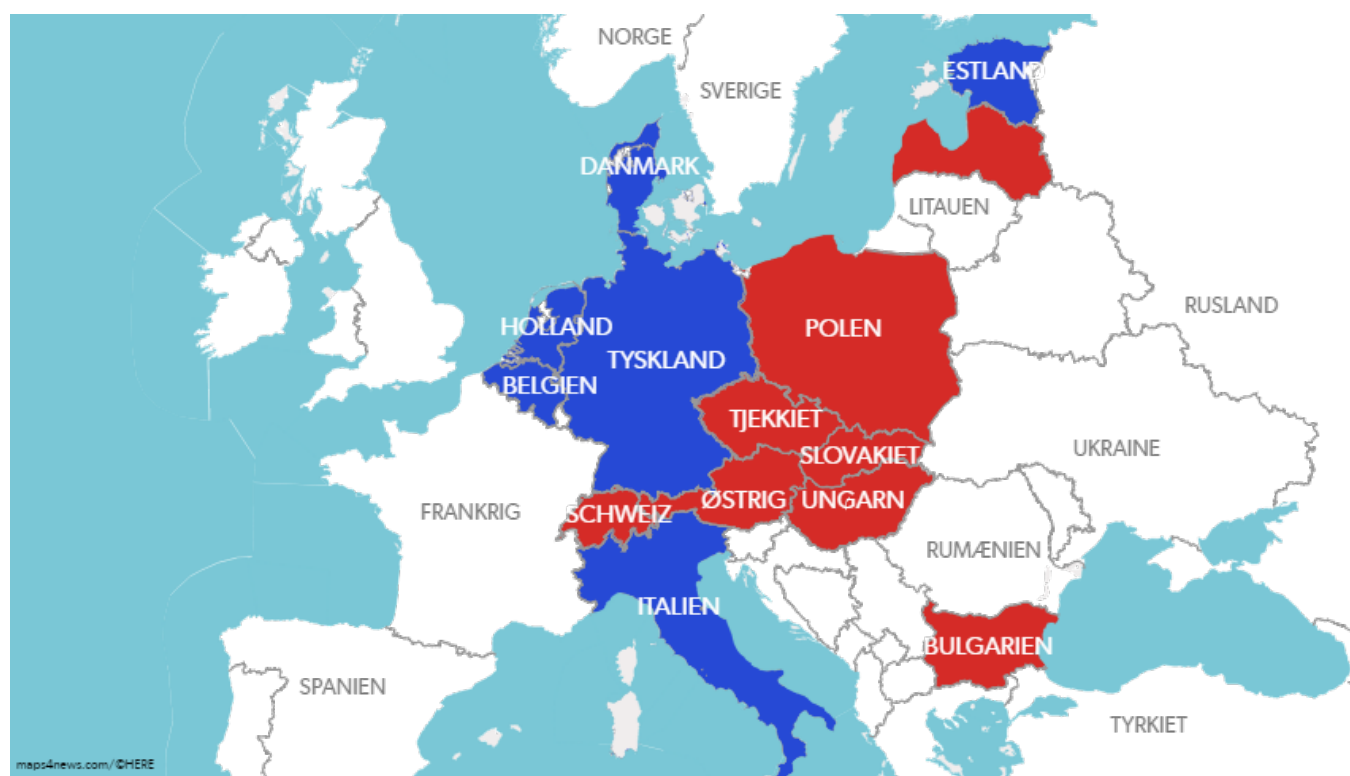 NORGE
ESTLAND
SVERIGE
DANMARK
LITAUEN
RUSLAND
HOLLAND
POLEN
TYSKLAND
BELGIEN
TJEKKIET
UKRAINE
SLOVAKIET
ØSTRIG
UNGARN
FRANKRIG
SCHWEIZ
RUMÆNIEN
ITALIEN
BULGARIEN
SPANIEN
TYRKIET
maps4news.com/©HERE